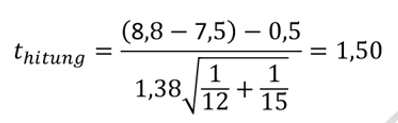 t_hitung = ((8,8 − 7,5) − 0,5) / (1,38√(1/12 + 1/15)) = 1,50